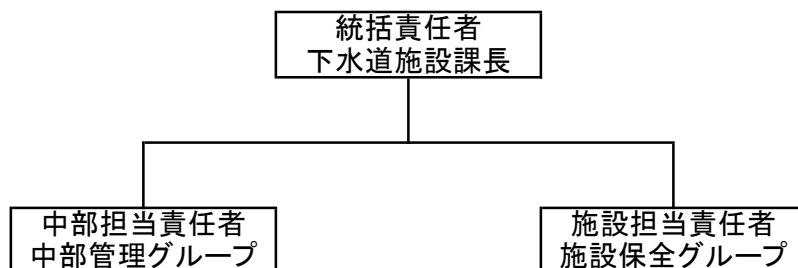 統括責任者
下水道施設課長
中部担当責任者
中部管理グループ
施設担当責任者
施設保全グループ